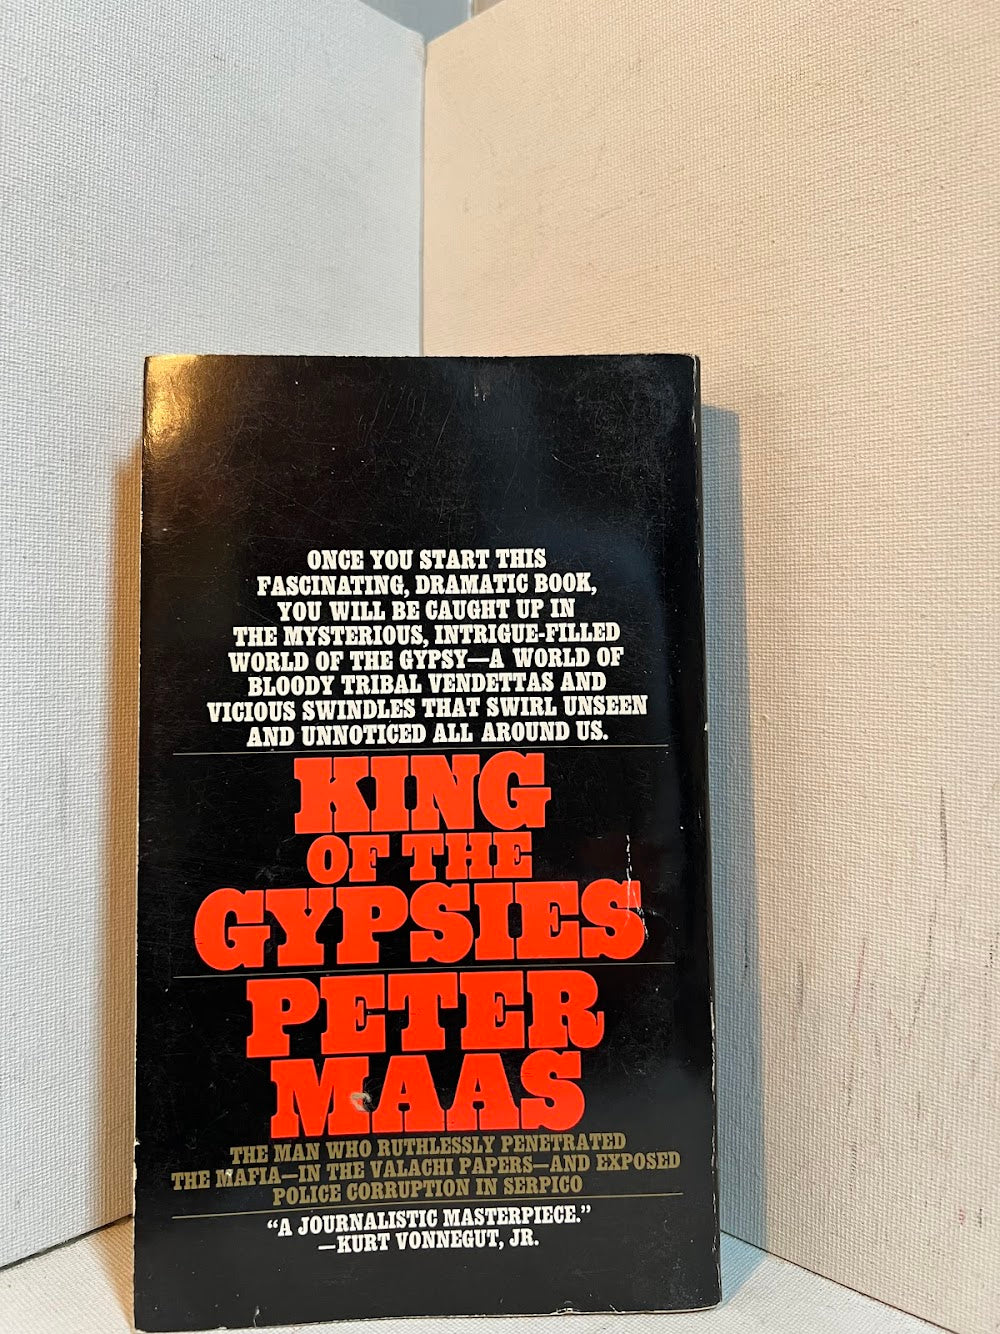 ONCE YOU START THIS
FASCINATING, DRAMATIC BOOK,
YOU WILL BE CAUGHT UP IN
THE MYSTERIOUS, INTRIGUE-FILLED
WORLD OF THE GYPSY—A WORLD OF
BLOODY TRIBAL VENDETTAS AND
VICIOUS SWINDLES THAT SWIRL UNSEEN
AND UNNOTICED ALL AROUND US.
KING
OF THE
GYPSIES
PETER
MAAS
THE MAN WHO RUTHLESSLY PENETRATED
THE MAFIA—IN THE VALACHI PAPERS—AND EXPOSED
POLICE CORRUPTION IN SERPICO
“A JOURNALISTIC MASTERPIECE.”
—KURT VONNEGUT, JR.